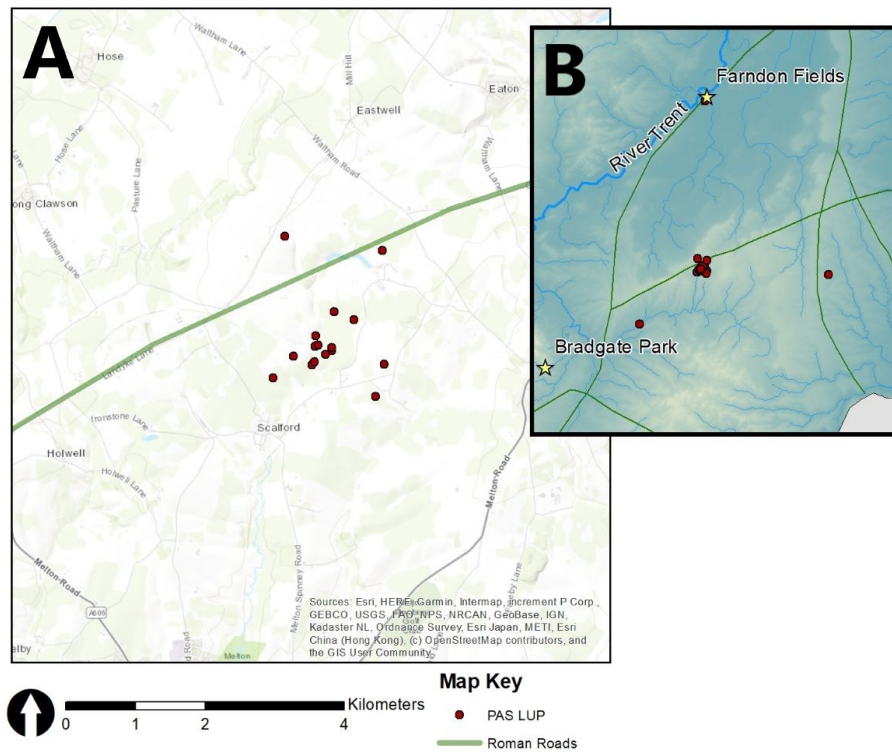 A
Hose
Waltham Lane
Mill Hill
Eaton
Eastwell
Hose Lane
Pasture Lane
Waltham Road
Waltham Lane
Lane
ong Clawson
Waltham Lane
Landyke Lane
Ironstone Lane
Scalford
Holwell
Holwell Lane
Melton-Road
Melton-Road
Melton Spinney Road
A606
elby
d Road
Melton
Sources: Esri, HERE, Garmin, Intermap, increment P Corp.,
GEBCO, USGS, FAO, NPS, NRCAN, GeoBase, IGN,
Kadaster NL, Ordnance Survey, Esri Japan, METI, Esri
China (Hong Kong), (c) OpenStreetMap contributors, and
the GIS User Community
B
Farndon Fields
River Trent
Bradgate Park
Kilometers
0 1 2 4
Map Key
PAS LUP
Roman Roads